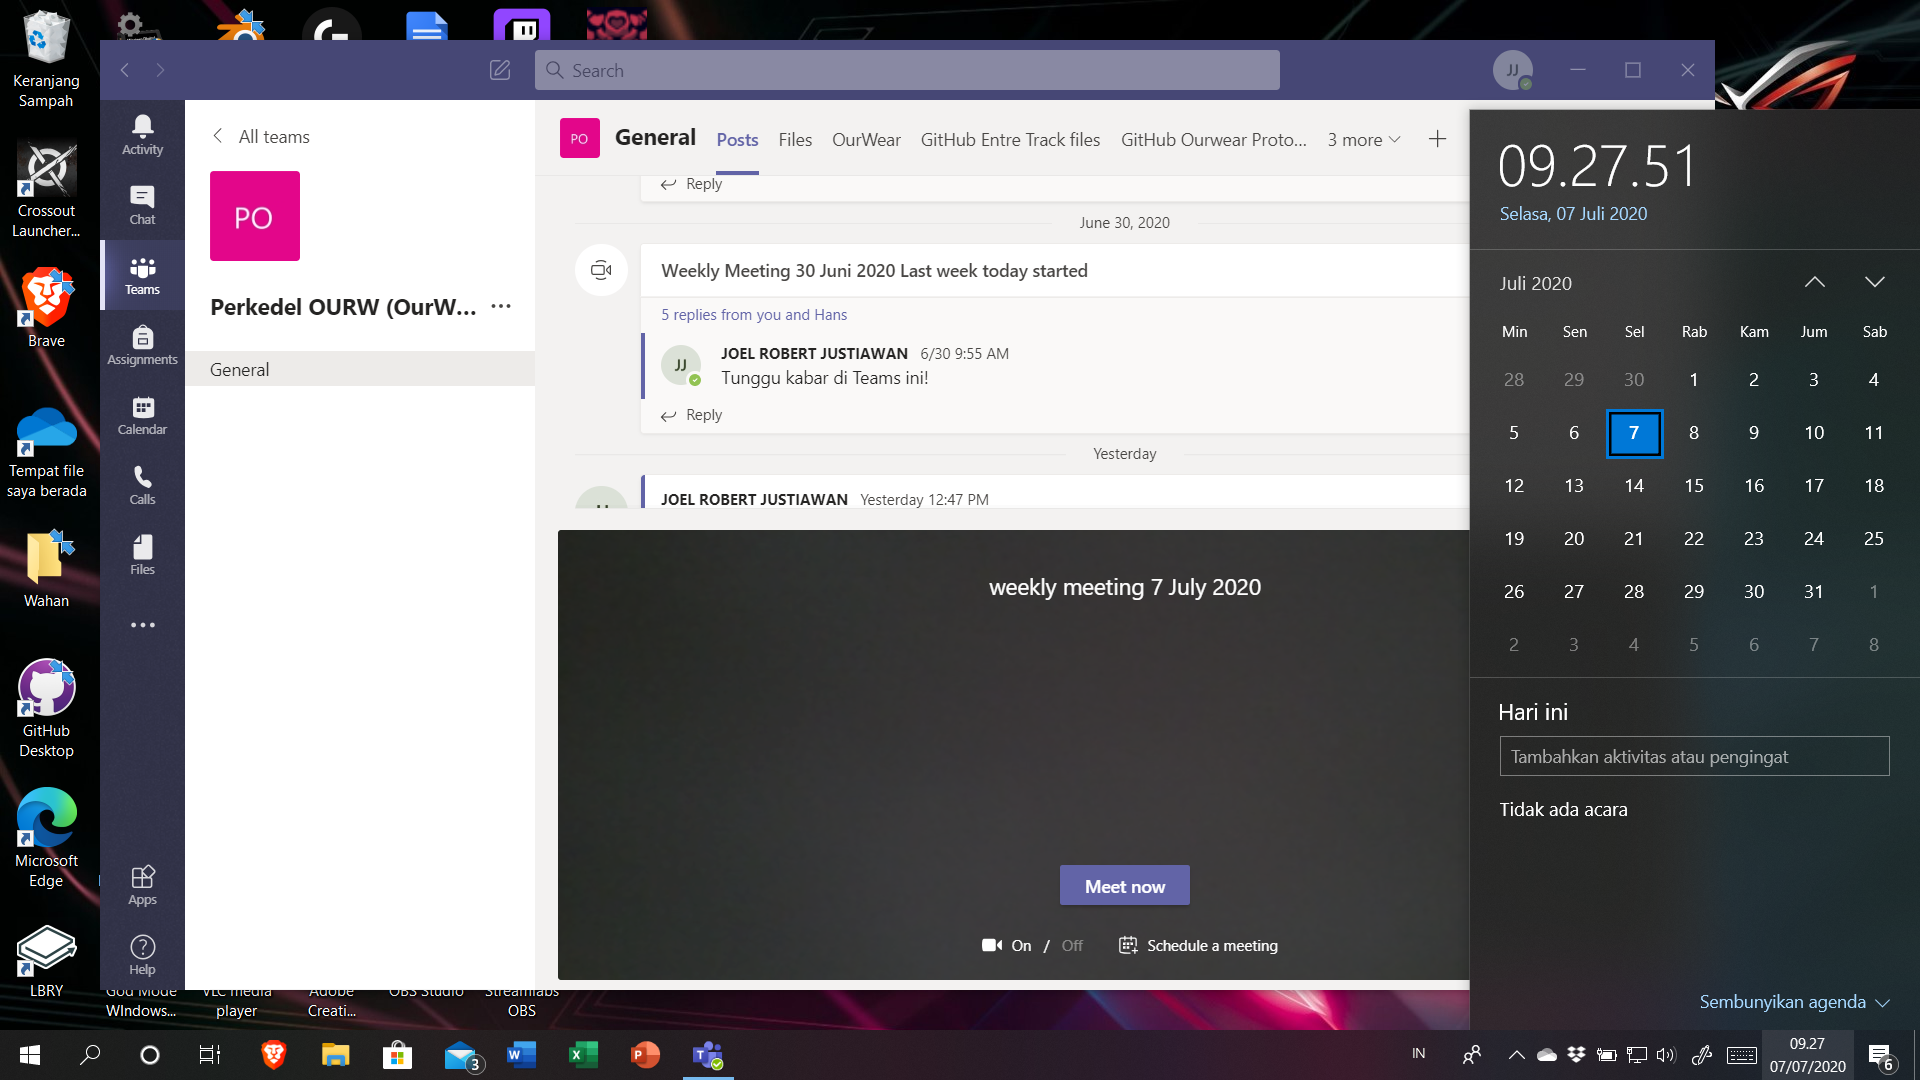 Keranjang
Sampah
Crossout
Launcher...
Brave
Tempat file
saya berada
Wahan
GitHub
Desktop
Microsoft
Edge
LBRY
God Mode
WIndows...
VLC media
player
Adobe
Creati...
OBS Studio
Streamlabs
OBS
Search
JJ
Activity
Chat
Teams
Assignments
Calendar
Calls
Files
Apps
Help
All teams
PO
Perkedel OURW (OurW... ...
General
PO
General
Posts
Files
OurWear
GitHub Entre Track files
GitHub Ourwear Proto...
3 more
Reply
June 30, 2020
Weekly Meeting 30 Juni 2020 Last week today started
5 replies from you and Hans
JJ
JOEL ROBERT JUSTIAWAN 6/30 9:55 AM
Tunggu kabar di Teams ini!
Reply
Yesterday
JOEL ROBERT JUSTIAWAN Yesterday 12:47 PM
weekly meeting 7 July 2020
Meet now
On / Off
Schedule a meeting
09.27.51
Selasa, 07 Juli 2020
Juli 2020
Min Sen Sel Rab Kam Jum Sab
28 29 30 1 2 3 4
5 6 7 8 9 10 11
12 13 14 15 16 17 18
19 20 21 22 23 24 25
26 27 28 29 30 31 1
2 3 4 5 6 7 8
Hari ini
Tambahkan aktivitas atau pengingat
Tidak ada acara
Sembunyikan agenda
3
IN
09.27
07/07/2020
6